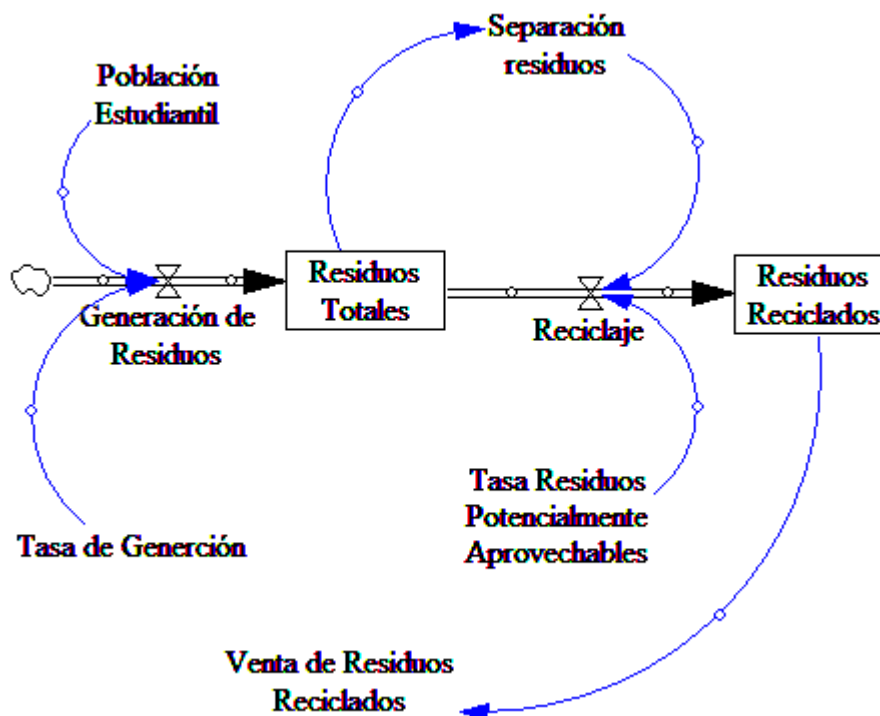 Separación
residuos
Población
Estudiantil
Residuos
Totales
Residuos
Reciclados
Generación de
Residuos
Reciclaje
Tasa Residuos
Potencialmente
Aprovechables
Tasa de Generción
Venta de Residuos
Reciclados